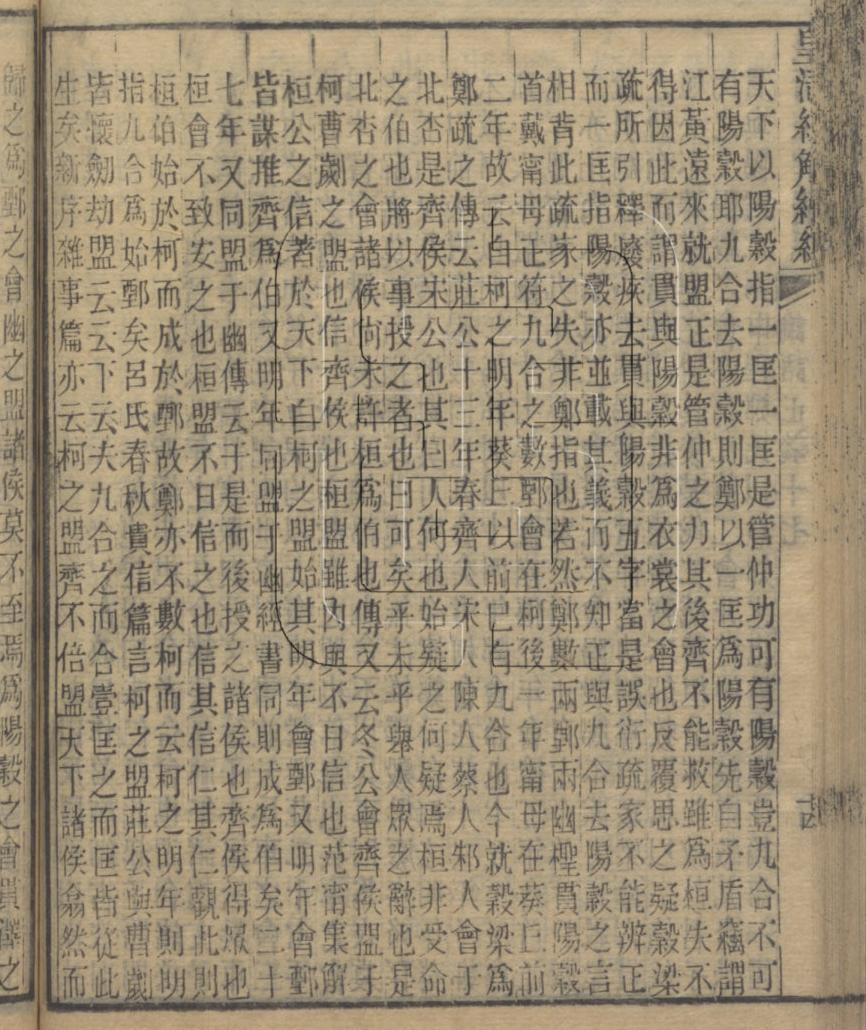 皇清經解續編
天下以陽穀指一匡一匡是管仲功可有陽穀豈九合不可
有陽穀耶九合去陽穀則鄭以一匡爲陽穀先自矛盾竊謂
江黃遠來就盟正是管仲之力其後齊不能救雖爲桓失不
得因此而謂貫與陽穀非爲衣裳之會也反覆思之疑穀梁
疏所引釋廢疾去貫與陽穀五字當是誤衍疏家不能辨正
而一匡指陽穀亦並載其義而不知正與九合去陽穀之言
相背此疏家之失非鄭指也若然鄭數兩鄄兩幽檉貫陽穀
首戴甯母正符九合之數鄄會在柯後一年甯母在葵丘前
二年故云自柯之明年葵丘以前已有九合也今就穀梁爲
鄭疏之傳云莊公十三年春齊人宋人陳人蔡人邾人會于
北杏是齊侯宋公也其曰人何也始疑之何疑焉桓非受命
之伯也將以事授之者也曰可矣乎未乎舉人眾之辭也是
北杏之會諸侯尙未許桓爲伯也傳又云冬公會齊侯盟于
柯曹劌之盟也信齊侯也桓盟雖內與不日信也范甯集解
桓公之信著於天下自柯之盟始其明年會鄄又明年會鄄
皆謀推齊爲伯又明年同盟于幽經書同則成爲伯矣二十
七年又同盟于幽傳云于是而後授之諸侯也齊侯得眾也
桓會不致安之也桓盟不日信之也信其信仁其仁觀此則
桓伯始於柯而成於鄄故鄭亦不數柯而云柯之明年則明
指九合爲始鄄矣呂氏春秋貴信篇言柯之盟莊公與曹劌
皆懷劒劫盟云云下云夫九合之而合壹匡之而匡皆從此
生矣新序雜事篇亦云柯之盟齊不倍盟天下諸侯翕然而
歸之爲鄄之會幽之盟諸侯莫不至焉爲陽穀之會貫澤之